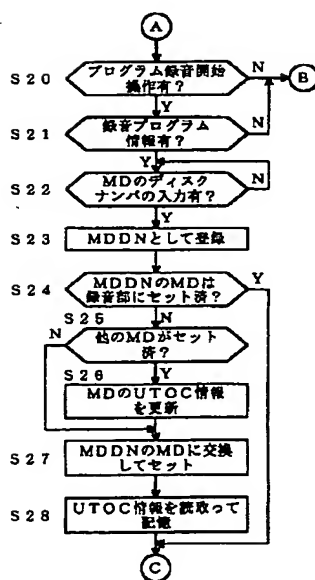 A
S20
プログラム録音開始
操作有?
N
B
Y
S21
録音プログラム
情報有?
N
Y
S22
MDのディスク
ナンバの入力有?
N
Y
S23
MDDNとして登録
S24
MDDNのMDは
録音部にセット済?
Y
N
S25
N
他のMDがセット
済?
Y
S26
MDのUTOC情報
を更新
S27
MDDNのMDに交換
してセット
S28
UTOC情報を読取って
記憶
C